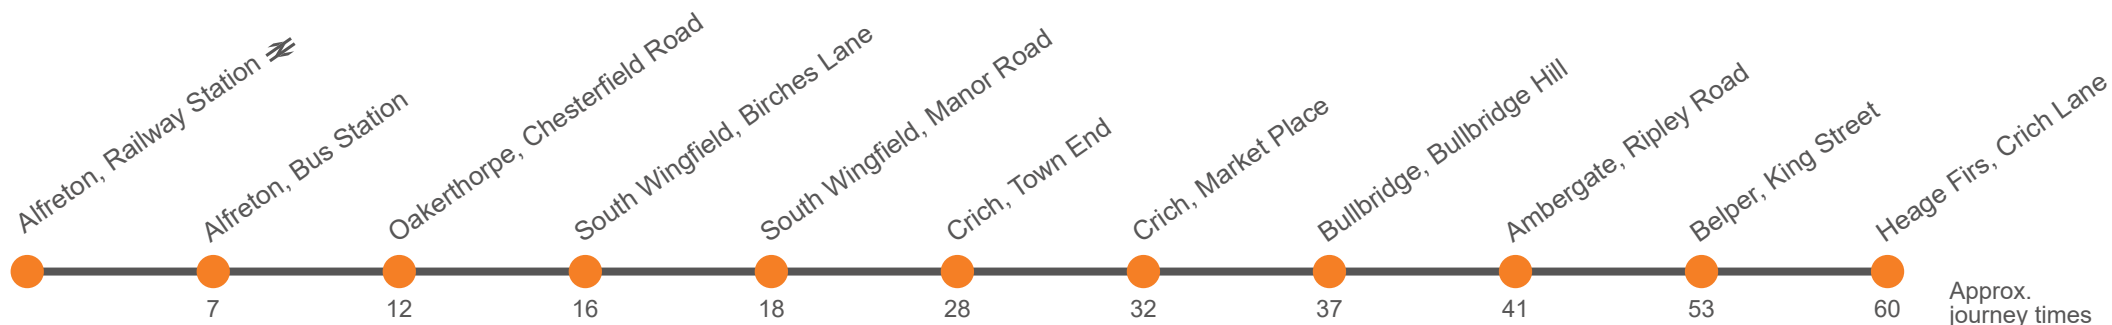 Alfreton, Railway Station
Alfreton, Bus Station
Oakerthorpe, Chesterfield Road
South Wingfield, Birches Lane
South Wingfield, Manor Road
Crich, Town End
Crich, Market Place
Bullbridge, Bullbridge Hill
Ambergate, Ripley Road
Belper, King Street
Heage Firs, Crich Lane
7 12 16 18 28 32 37 41 53 60
Approx.
journey times